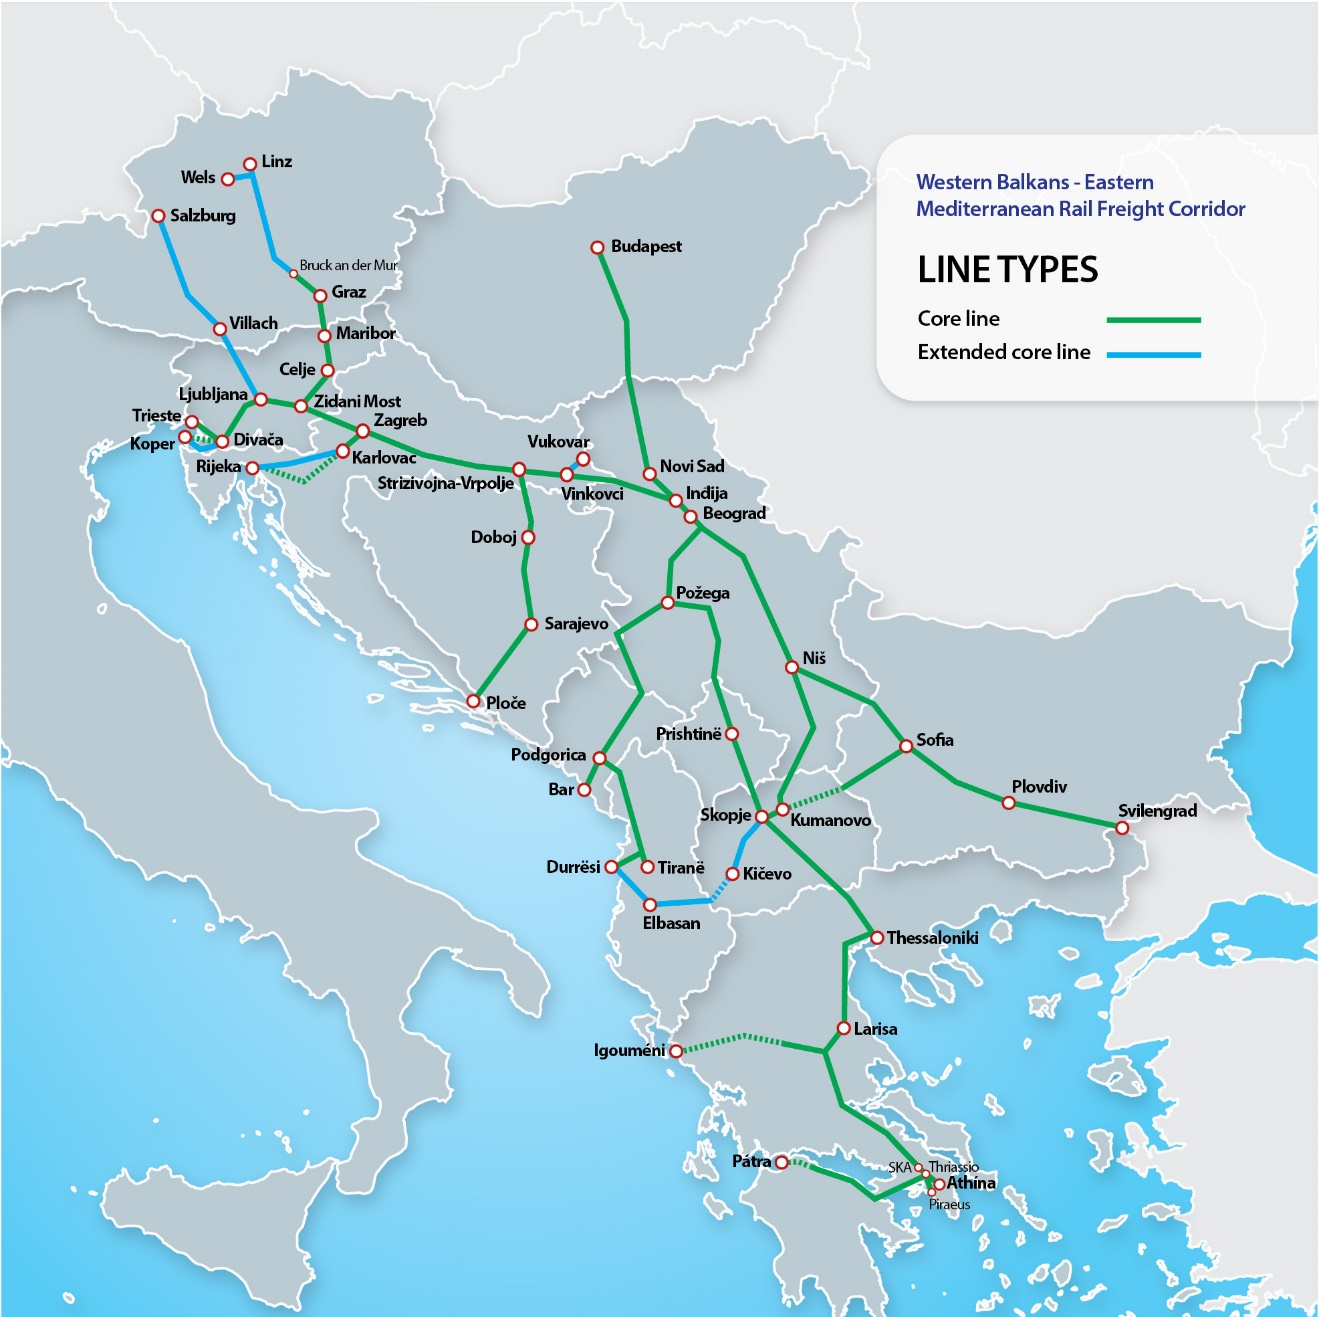 Western Balkans - Eastern
Mediterranean Rail Freight Corridor
LINE TYPES
Core line
Extended core line
Linz
Wels
Salzburg
Budapest
Bruck an der Mur
Graz
Villach
Maribor
Celje
Ljubljana
Zidani Most
Trieste
Zagreb
Koper
Divača
Vukovar
Karlovac
Rijeka
Novi Sad
Strizivojna-Vrpolje
Vinkovci
Inđija
Beograd
Doboj
Požega
Sarajevo
Niš
Ploče
Prishtinë
Sofia
Podgorica
Bar
Plovdiv
Svilengrad
Skopje
Kumanovo
Durrësi
Tiranë
Kičevo
Elbasan
Thessaloniki
Larisa
Igouméni
Pátra
SKA
Thriassio
Athína
Piraeus